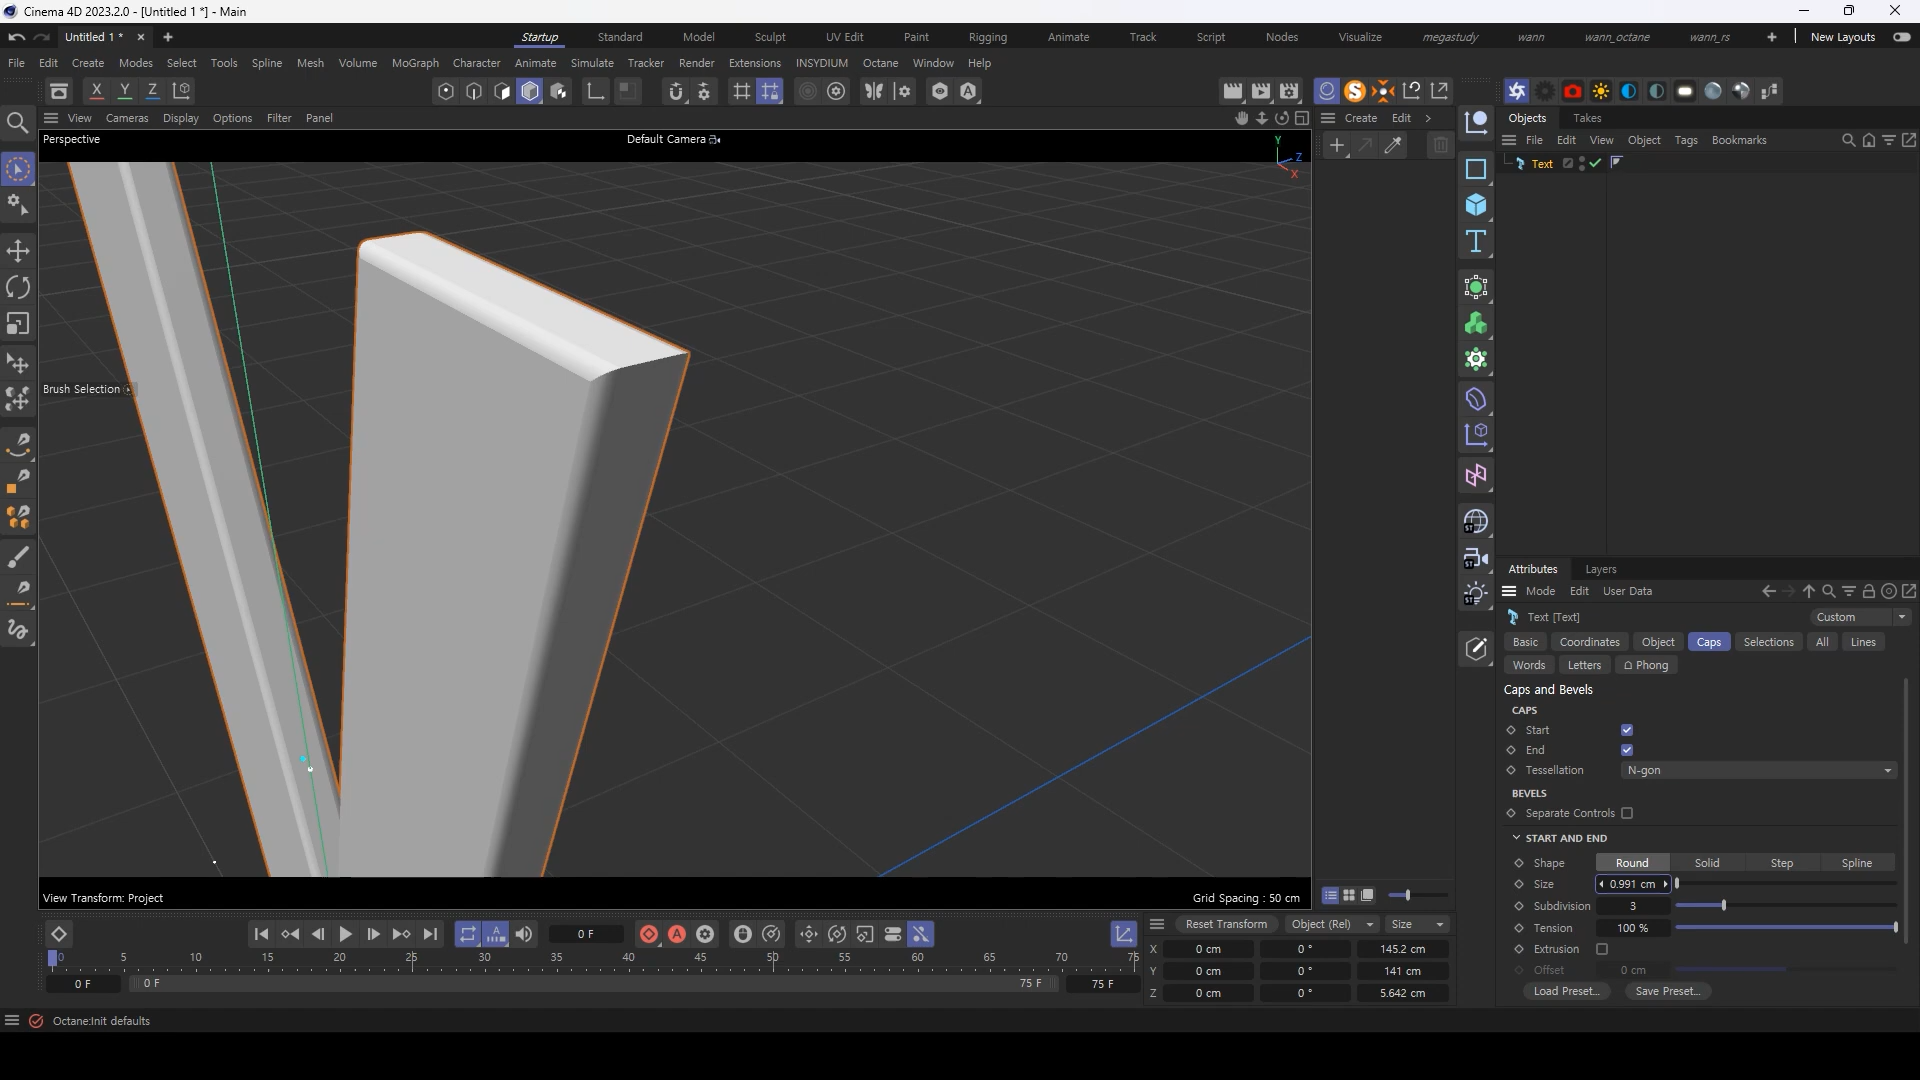 Cinema 4D 2023.2.0 - [Untitled 1 *] - Main
Untitled 1 *
Startup Standard Model Sculpt UV Edit Paint Rigging Animate Track Script Nodes Visualize megastudy wann wann_octane wann_rs New Layouts
File Edit Create Modes Select Tools Spline Mesh Volume MoGraph Character Animate Simulate Tracker Render Extensions INSYDIUM Octane Window Help
X Y Z
View Cameras Display Options Filter Panel
Create Edit
Objects Takes
File Edit View Object Tags Bookmarks
Perspective
Default Camera
Y
Z
X
Text
Brush Selection
ST
ST
ST
Attributes Layers
Mode Edit User Data
Text [Text]
Custom
Basic Coordinates Object Caps Selections All Lines
Words Letters Phong
Caps and Bevels
CAPS
Start
End
Tessellation N-gon
BEVELS
Separate Controls
START AND END
Shape Round Solid Step Spline
Size 0.991 cm
Subdivision 3
Tension 100 %
Extrusion
Offset 0 cm
Load Preset... Save Preset...
View Transform: Project
Grid Spacing : 50 cm
0 F
Reset Transform Object (Rel) Size
X 0 cm 0 ° 145.2 cm
Y 0 cm 0 ° 141 cm
Z 0 cm 0 ° 5.642 cm
0 5 10 15 20 25 30 35 40 45 50 55 60 65 70 75
0 F 0 F 75 F 75 F
Octane:Init defaults